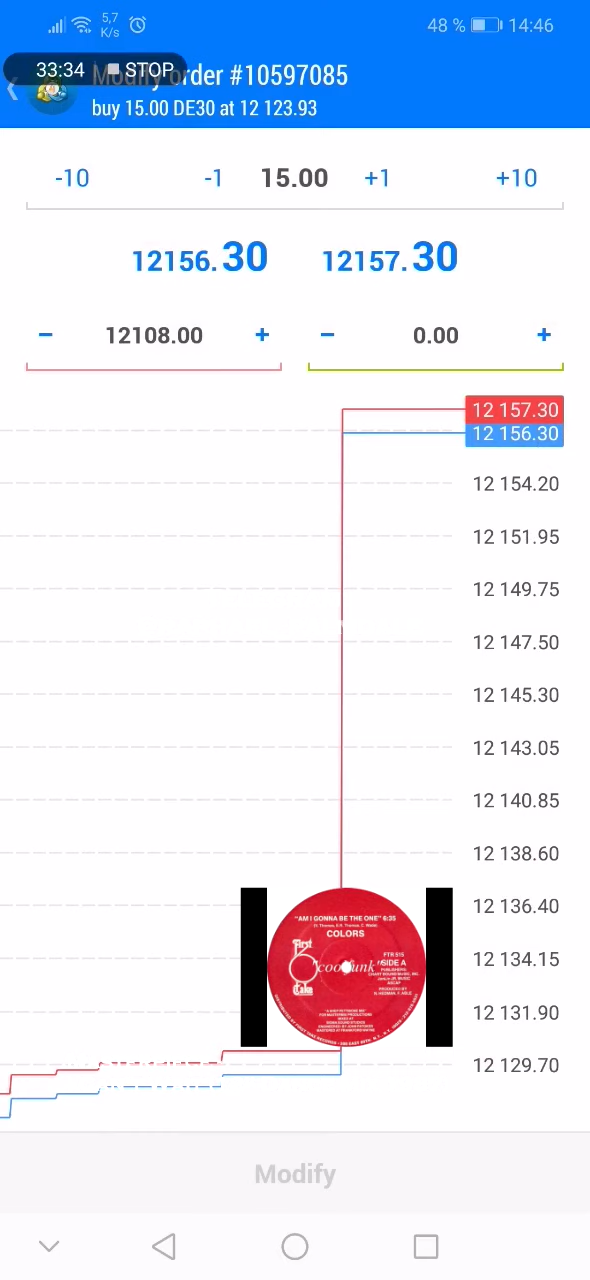 5,7
K/s
48 %
14:46
33:34 STOP
Modify order #10597085
buy 15.00 DE30 at 12 123.93
-10 -1 15.00 +1 +10
12156.30 12157.30
− 12108.00 + − 0.00 +
12 157.30
12 156.30
12 154.20
12 151.95
12 149.75
12 147.50
12 145.30
12 143.05
12 140.85
12 138.60
12 136.40
12 134.15
12 131.90
12 129.70
"AM I GONNA BE THE ONE" 6:35
COLORS
First
Take
"coolfunk"
SIDE A
Modify